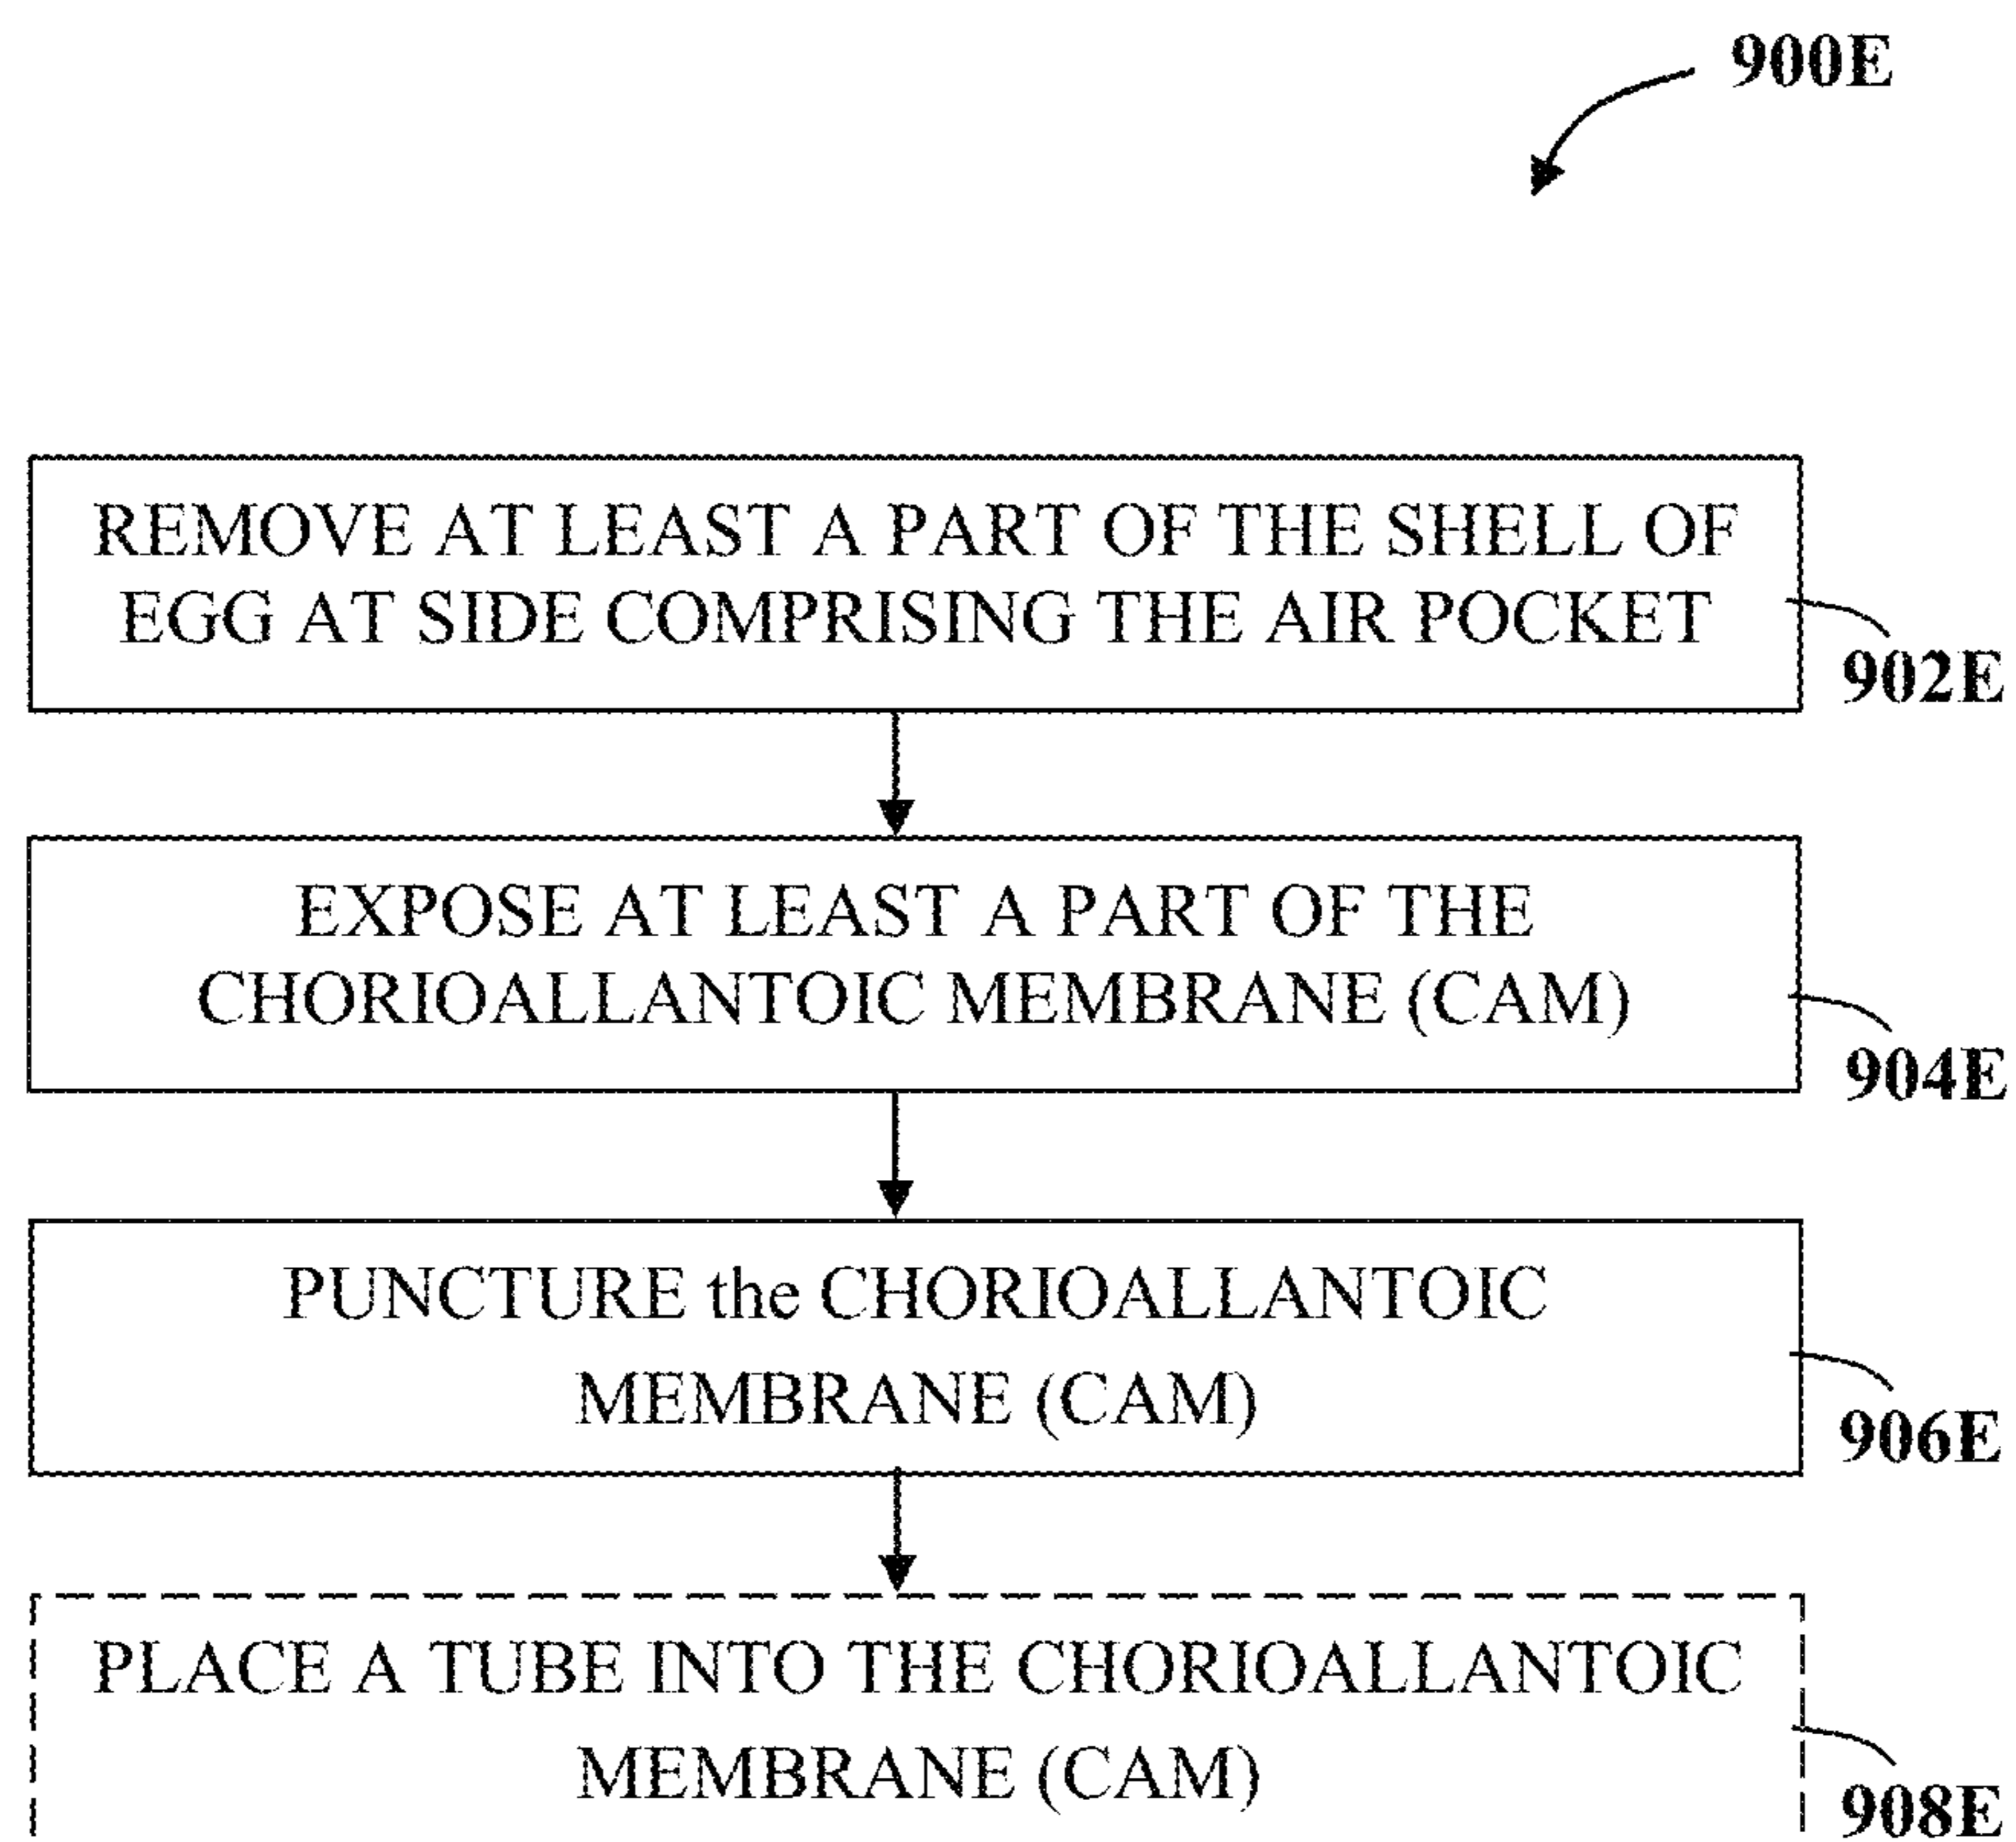 900E
REMOVE AT LEAST A PART OF THE SHELL OF
EGG AT SIDE COMPRISING THE AIR POCKET
902E
EXPOSE AT LEAST A PART OF THE
CHORIOALLANTOIC MEMBRANE (CAM)
904E
PUNCTURE the CHORIOALLANTOIC
MEMBRANE (CAM)
906E
PLACE A TUBE INTO THE CHORIOALLANTOIC
MEMBRANE (CAM)
908E